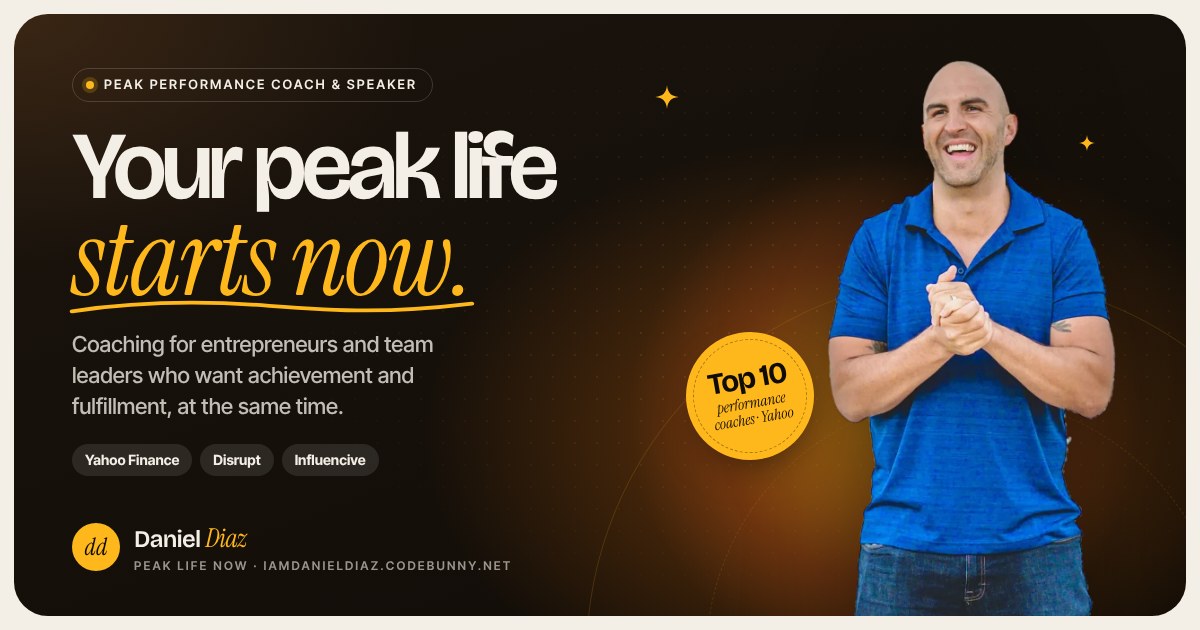 PEAK PERFORMANCE COACH & SPEAKER
Your peak life
starts now.
Coaching for entrepreneurs and team
leaders who want achievement and
fulfillment, at the same time.
Yahoo Finance
Disrupt
Influencive
Top 10
performance
coaches · Yahoo
dd
Daniel Diaz
PEAK LIFE NOW · IAMDANIELDIAZ.CODEBUNNY.NET